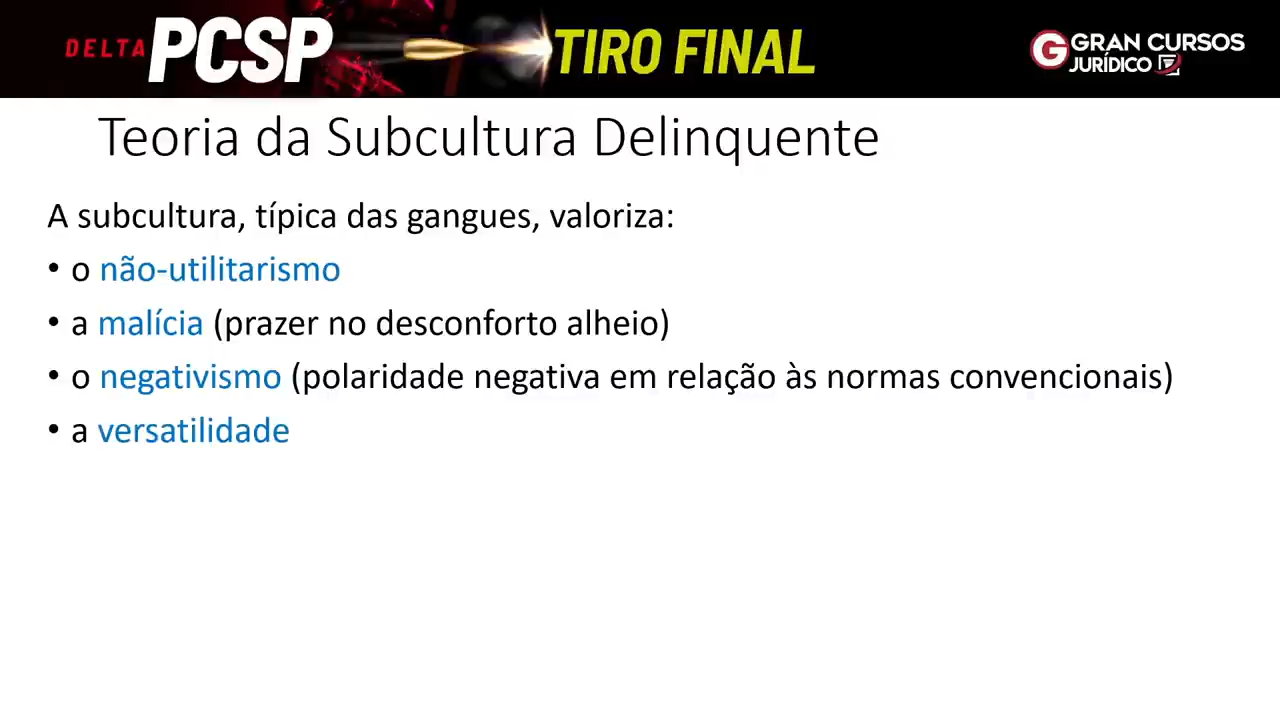 DELTA PCSP TIRO FINAL GRAN CURSOS
JURÍDICO
Teoria da Subcultura Delinquente
A subcultura, típica das gangues, valoriza:
• o não-utilitarismo
• a malícia (prazer no desconforto alheio)
• o negativismo (polaridade negativa em relação às normas convencionais)
• a versatilidade